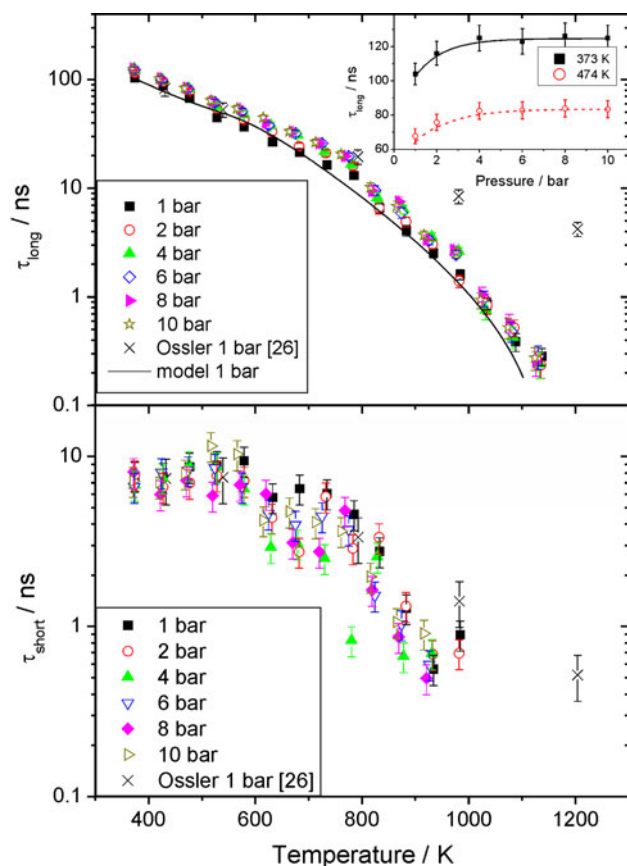 100
10
1
0.1
τlong / ns
1 bar
2 bar
4 bar
6 bar
8 bar
10 bar
Ossler 1 bar [26]
model 1 bar
120
100
80
60
τlong / ns
373 K
474 K
0 2 4 6 8 10
Pressure / bar
10
1
0.1
τshort / ns
1 bar
2 bar
4 bar
6 bar
8 bar
10 bar
Ossler 1 bar [26]
400 600 800 1000 1200
Temperature / K